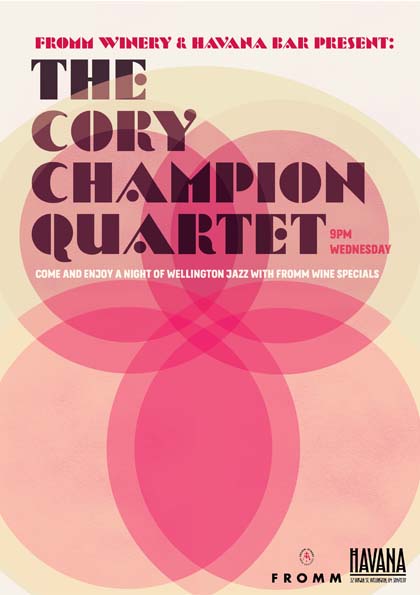 FROMM WINERY & HAVANA BAR PRESENT:
THE
CORY
CHAMPION
QUARTET
9PM
WEDNESDAY
COME AND ENJOY A NIGHT OF WELLINGTON JAZZ WITH FROMM WINE SPECIALS
FROMM
HAVANA